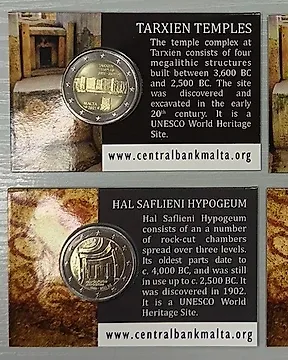 TARXIEN TEMPLES
The temple complex at
Tarxien consists of four
megalithic structures
built between 3,600 BC
and 2,500 BC. The site
was discovered and
excavated in the early
20th century. It is a
UNESCO World Heritage
Site.
www.centralbankmalta.org
HAL SAFLIENI HYPOGEUM
Hal Saflieni Hypogeum
consists of an a number
of rock-cut chambers
spread over three levels.
Its oldest parts date to
c. 4,000 BC, and was still
in use up to c. 2,500 BC. It
was discovered in 1902.
It is a UNESCO World
Heritage Site.
www.centralbankmalta.org